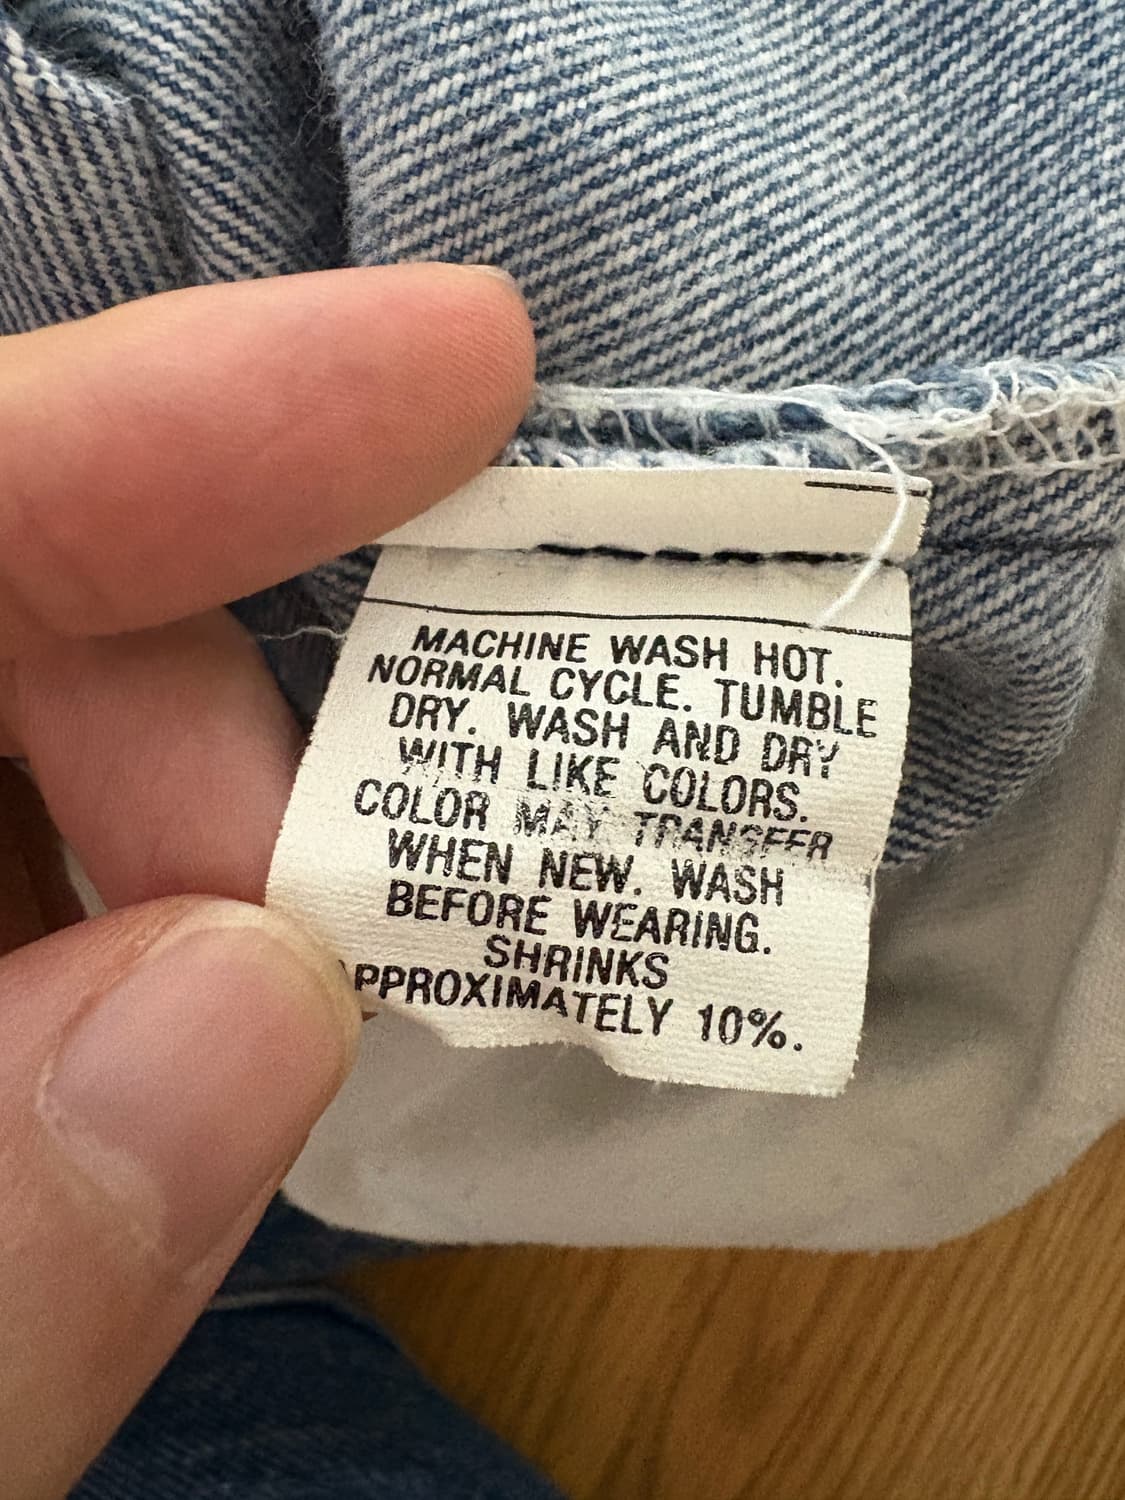 MACHINE WASH HOT.
NORMAL CYCLE. TUMBLE
DRY. WASH AND DRY
WITH LIKE COLORS.
COLOR MAY TRANSFER
WHEN NEW. WASH
BEFORE WEARING.
SHRINKS
APPROXIMATELY 10%.